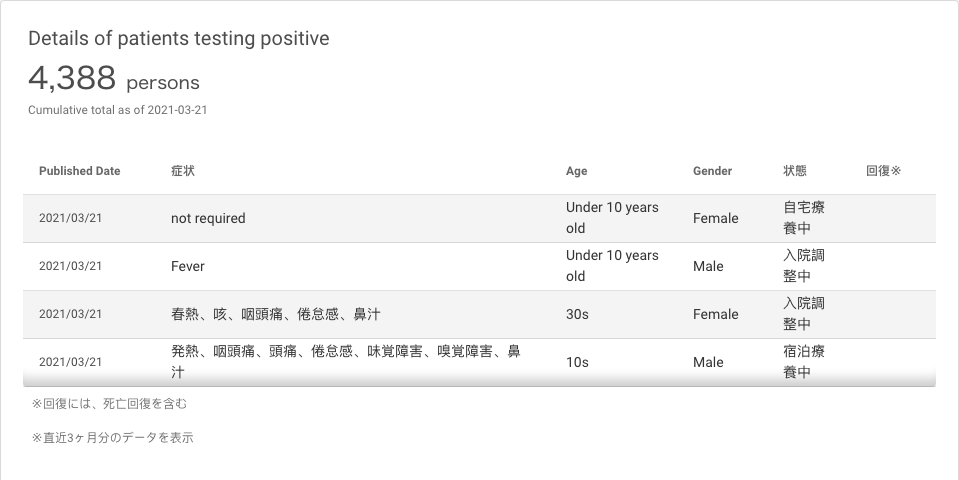 Details of patients testing positive
4,388 persons
Cumulative total as of 2021-03-21
Published Date 症状 Age Gender 状態 回復※
2021/03/21 not required Under 10 years old Female 自宅療養中
2021/03/21 Fever Under 10 years old Male 入院調整中
2021/03/21 春熱、咳、咽頭痛、倦怠感、鼻汁 30s Female 入院調整中
2021/03/21 発熱、咽頭痛、頭痛、倦怠感、味覚障害、嗅覚障害、鼻汁 10s Male 宿泊療養中
※回復には、死亡回復を含む
※直近3ヶ月分のデータを表示